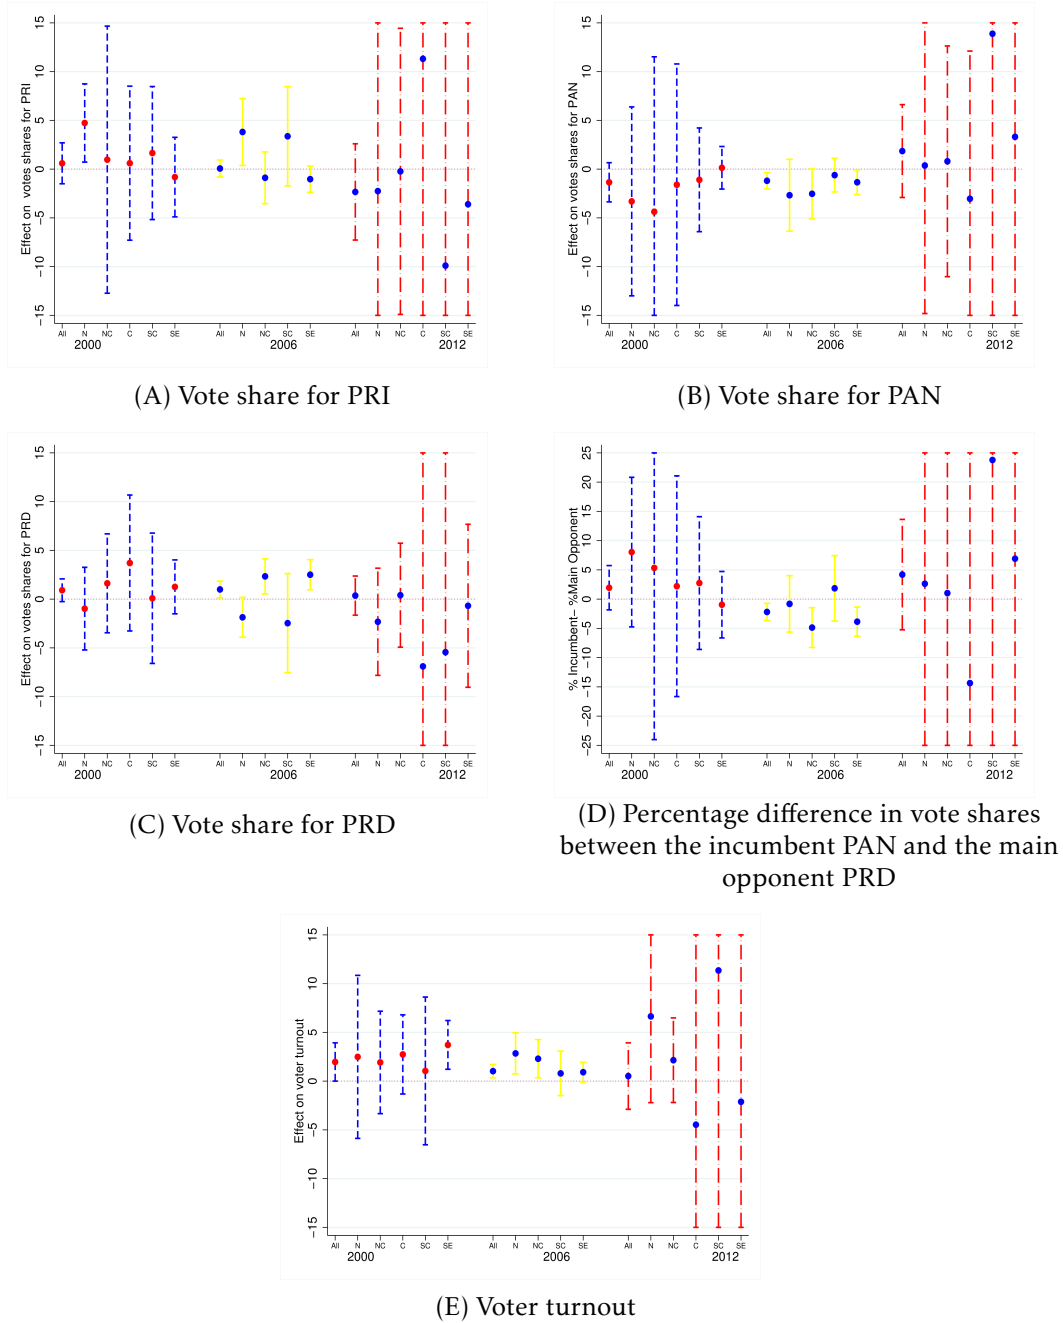 Effect on votes shares for PRI
15
10
5
0
−5
−10
−15
All N NC C SC SE All N NC SC SE All N NC C SC SE
2000 2006 2012
(A) Vote share for PRI
Effect on votes shares for PAN
15
10
5
0
−5
−10
−15
All N NC C SC SE All N NC SC SE All N NC C SC SE
2000 2006 2012
(B) Vote share for PAN
Effect on votes shares for PRD
15
10
5
0
−5
−10
−15
All N NC C SC SE All N NC SC SE All N NC C SC SE
2000 2006 2012
(C) Vote share for PRD
% Incumbent− %Main Opponent
25
20
15
10
5
0
−5
−10
−15
−20
−25
All N NC C SC SE All N NC SC SE All N NC C SC SE
2000 2006 2012
(D) Percentage difference in vote shares
between the incumbent PAN and the main
opponent PRD
Effect on voter turnout
15
10
5
0
−5
−10
−15
All N NC C SC SE All N NC SC SE All N NC C SC SE
2000 2006 2012
(E) Voter turnout